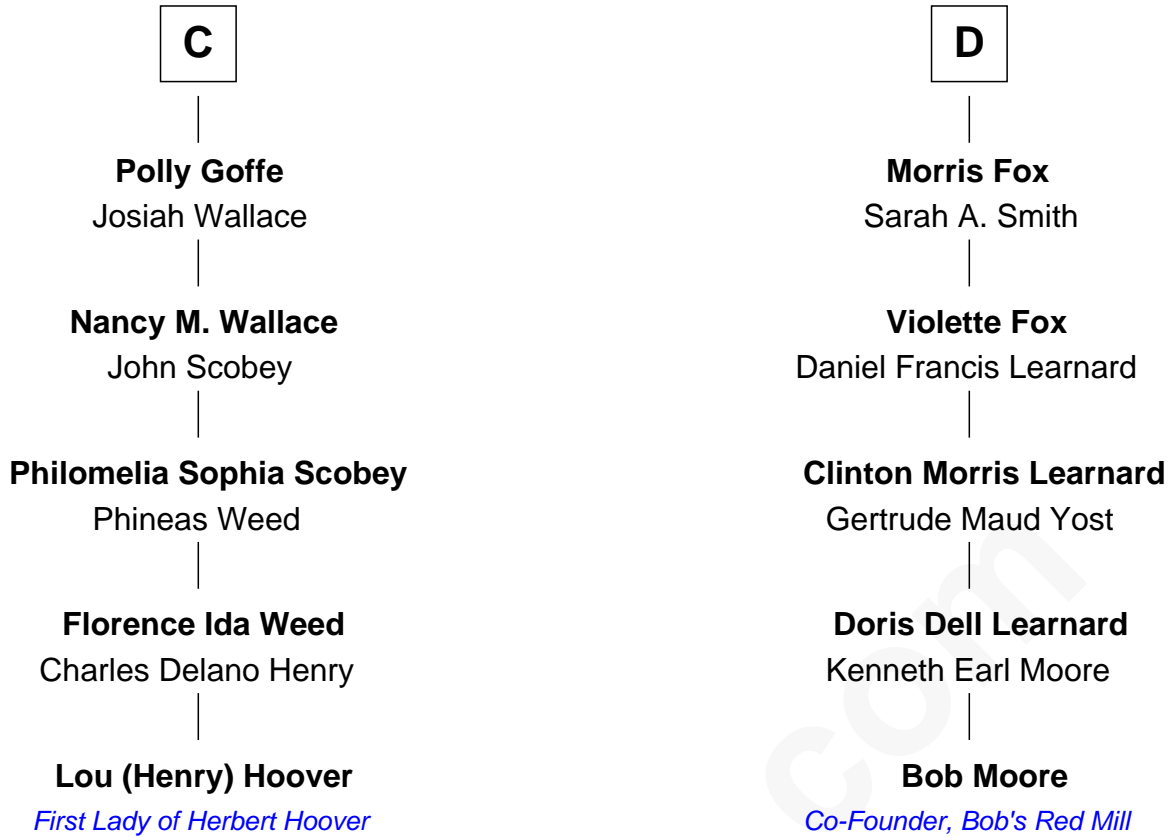 C
Polly Goffe
Josiah Wallace
Nancy M. Wallace
John Scobey
Philomelia Sophia Scobey
Phineas Weed
Florence Ida Weed
Charles Delano Henry
Lou (Henry) Hoover
First Lady of Herbert Hoover
D
Morris Fox
Sarah A. Smith
Violette Fox
Daniel Francis Learnard
Clinton Morris Learnard
Gertrude Maud Yost
Doris Dell Learnard
Kenneth Earl Moore
Bob Moore
Co-Founder, Bob's Red Mill
com